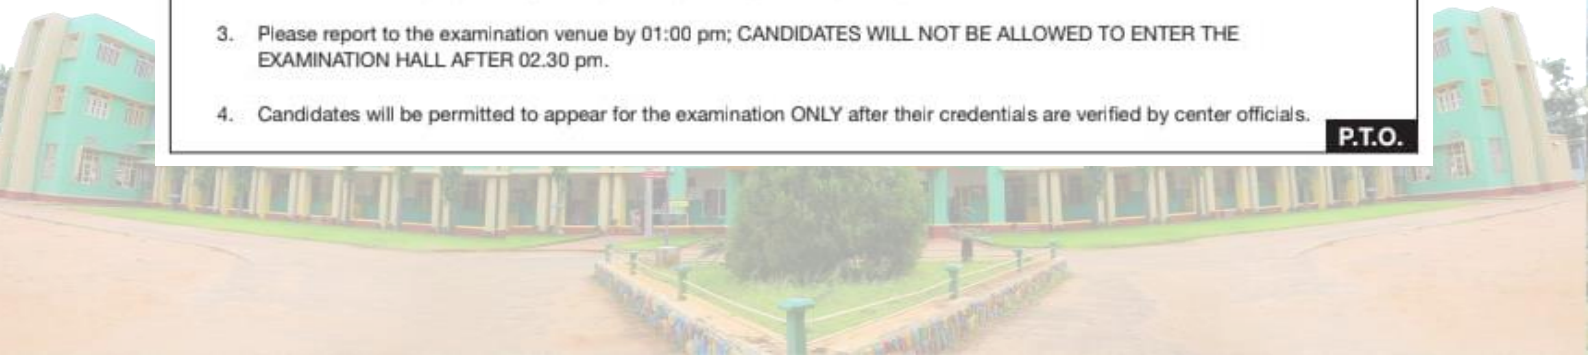 3. Please report to the examination venue by 01:00 pm; CANDIDATES WILL NOT BE ALLOWED TO ENTER THE
EXAMINATION HALL AFTER 02.30 pm.
4. Candidates will be permitted to appear for the examination ONLY after their credentials are verified by center officials.
P.T.O.